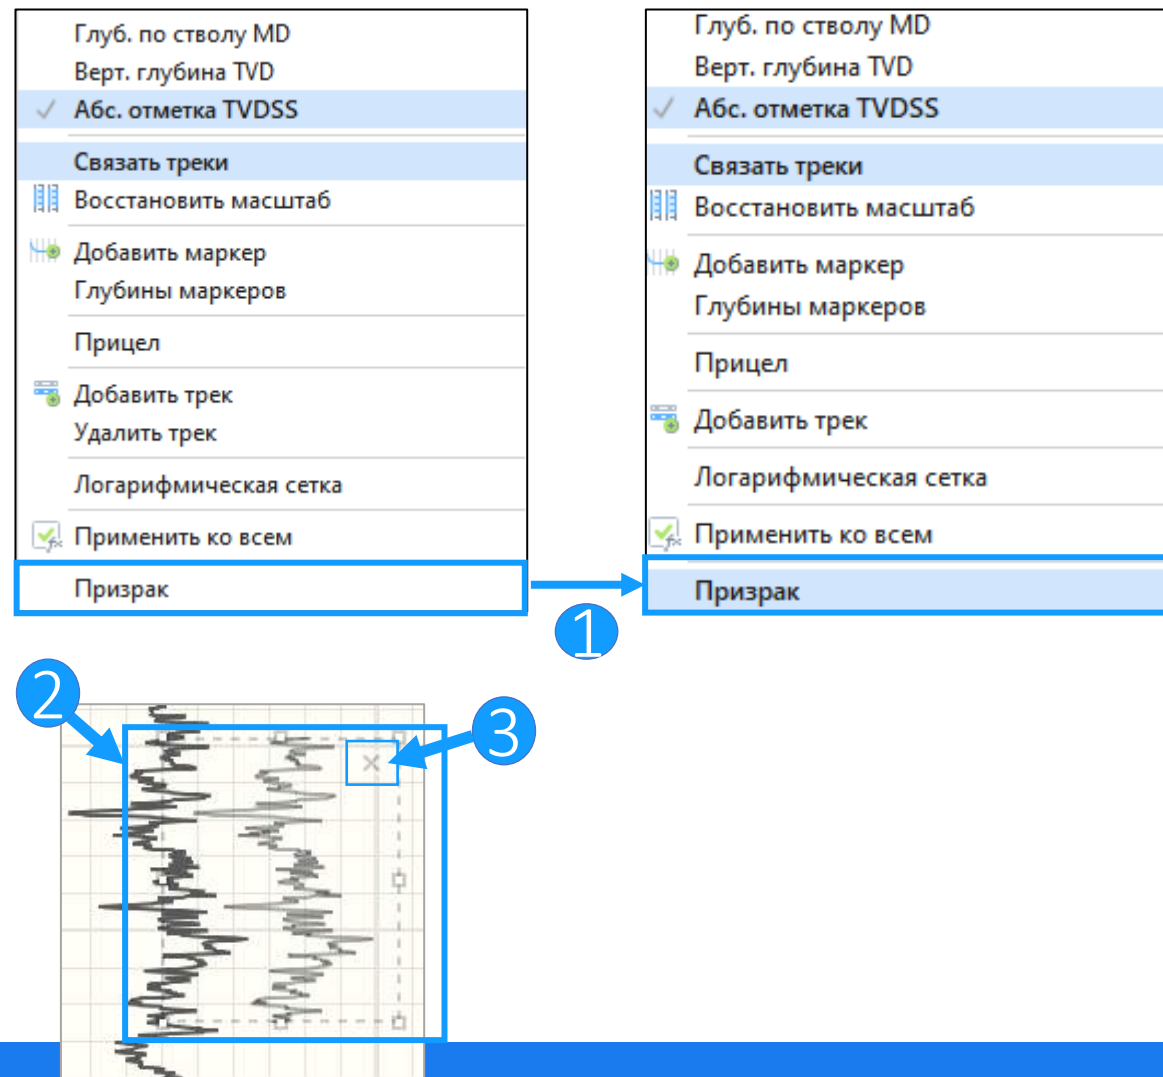 Глуб. по стволу MD
Верт. глубина TVD
Абс. отметка TVDSS
Связать треки
Восстановить масштаб
Добавить маркер
Глубины маркеров
Прицел
Добавить трек
Удалить трек
Логарифмическая сетка
Применить ко всем
Призрак
1
Глуб. по стволу MD
Верт. глубина TVD
Абс. отметка TVDSS
Связать треки
Восстановить масштаб
Добавить маркер
Глубины маркеров
Прицел
Добавить трек
Логарифмическая сетка
Применить ко всем
Призрак
2
3